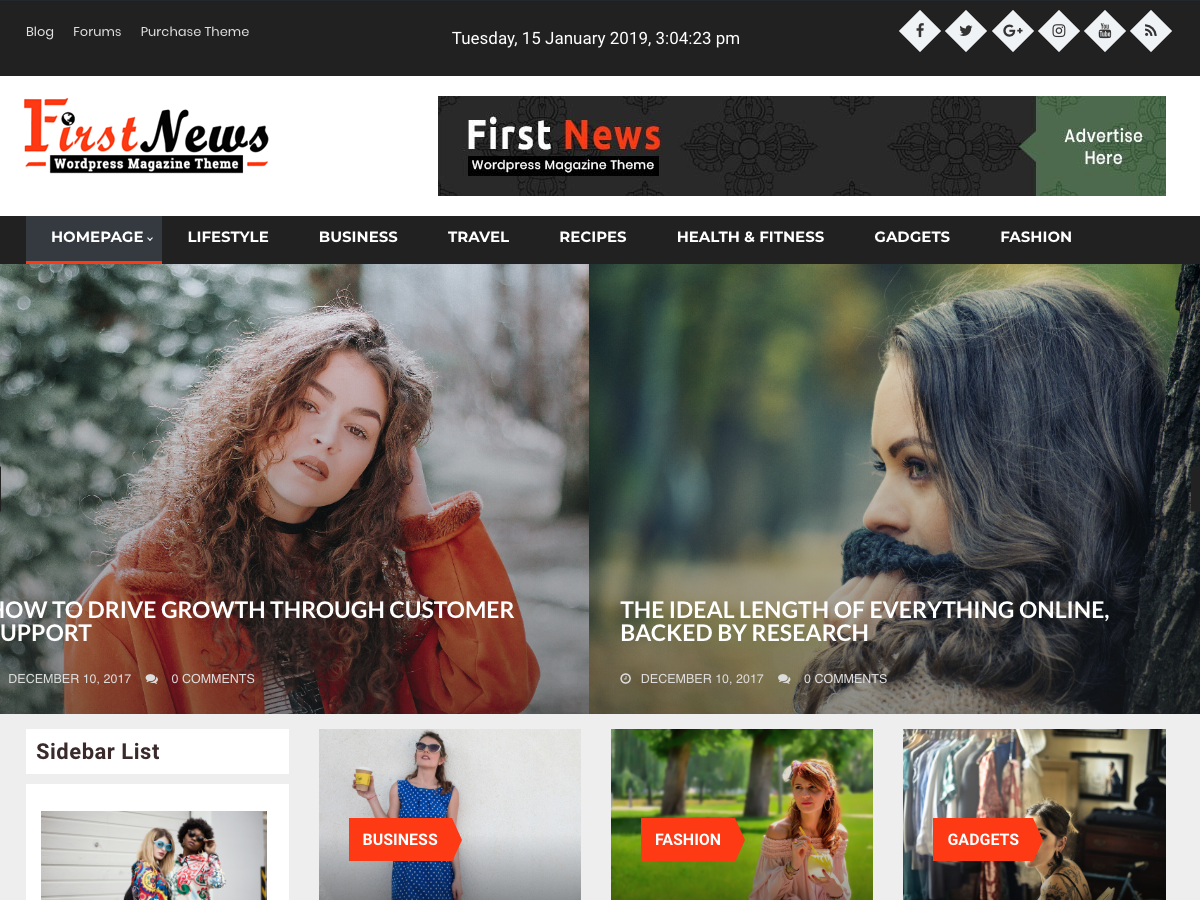 Blog Forums Purchase Theme
Tuesday, 15 January 2019, 3:04:23 pm
You Tube
FirstNews
Wordpress Magazine Theme
First News
Wordpress Magazine Theme
Advertise
Here
HOMEPAGE LIFESTYLE BUSINESS TRAVEL RECIPES HEALTH & FITNESS GADGETS FASHION
HOW TO DRIVE GROWTH THROUGH CUSTOMER
UPPORT
DECEMBER 10, 2017 0 COMMENTS
THE IDEAL LENGTH OF EVERYTHING ONLINE,
BACKED BY RESEARCH
DECEMBER 10, 2017 0 COMMENTS
Sidebar List
BUSINESS
FASHION
GADGETS